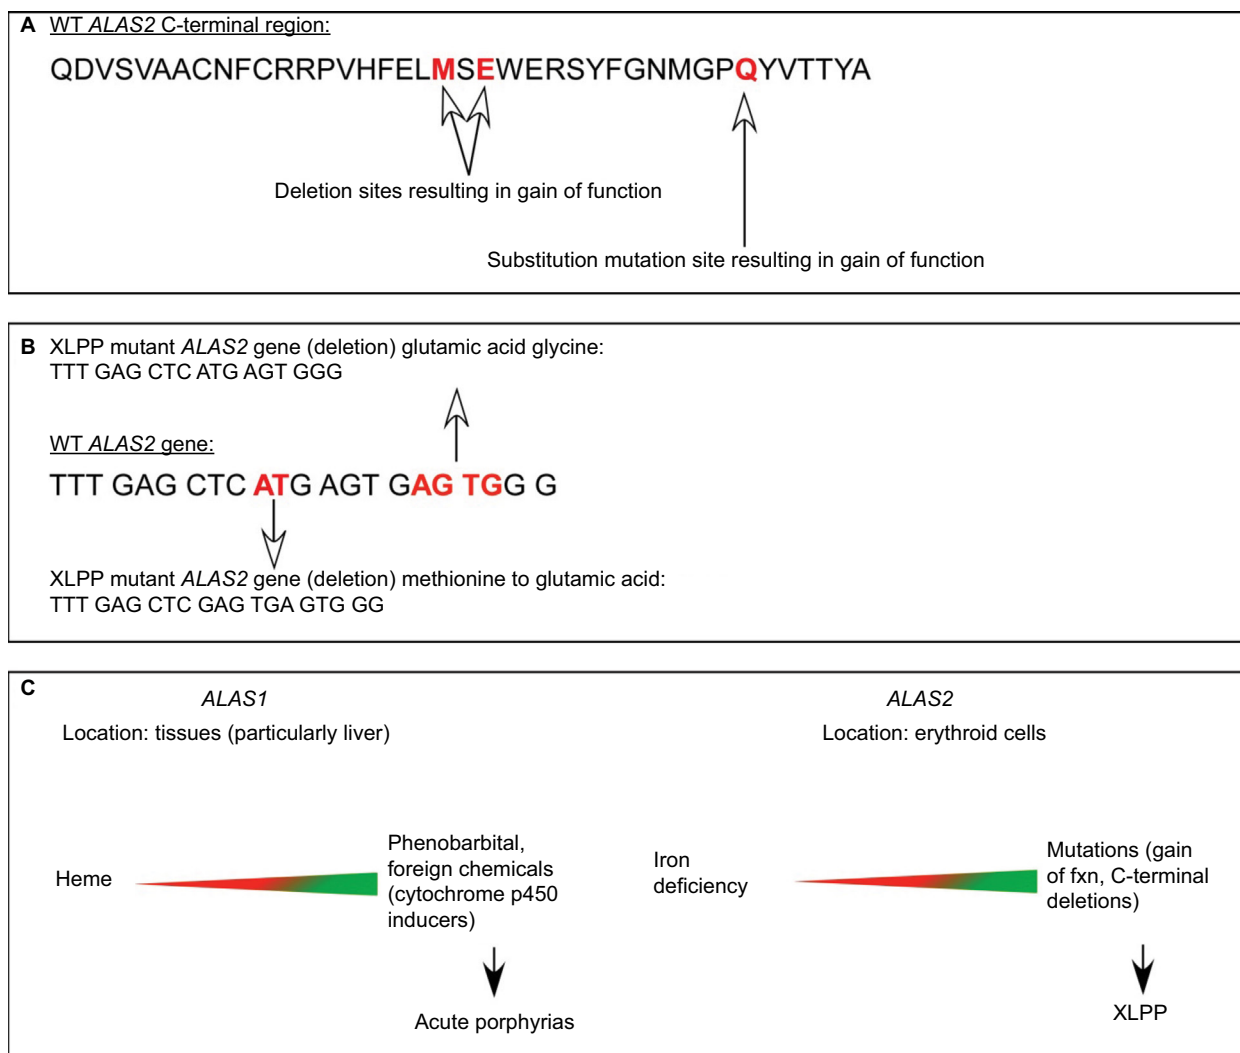 A WT ALAS2 C-terminal region:
QDVSVAACNFCRRPVHFELMSEWERSYFGNMGPQYVTTYA
Deletion sites resulting in gain of function
Substitution mutation site resulting in gain of function
B XLPP mutant ALAS2 gene (deletion) glutamic acid glycine:
TTT GAG CTC ATG AGT GGG
WT ALAS2 gene:
TTT GAG CTC ATG AGT GAG TGG G
XLPP mutant ALAS2 gene (deletion) methionine to glutamic acid:
TTT GAG CTC GAG TGA GTG GG
C
ALAS1
Location: tissues (particularly liver)
Heme
Phenobarbital,
foreign chemicals
(cytochrome p450
inducers)
Acute porphyrias
ALAS2
Location: erythroid cells
Iron
deficiency
Mutations (gain
of fxn, C-terminal
deletions)
XLPP